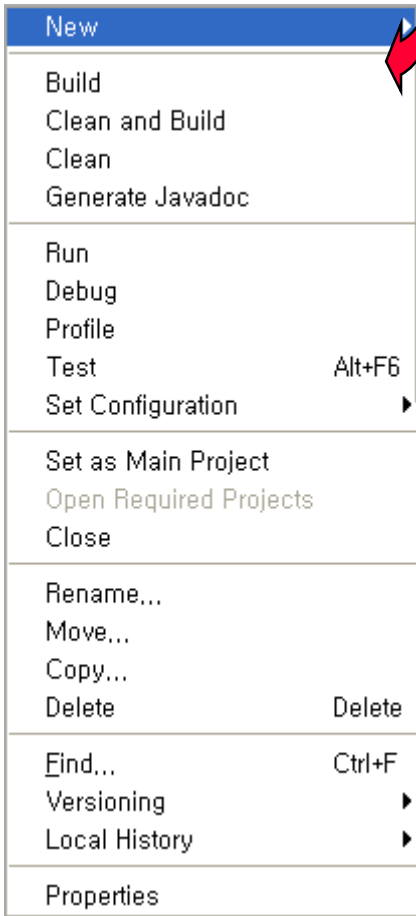 New
Build
Clean and Build
Clean
Generate Javadoc
Run
Debug
Profile
Test Alt+F6
Set Configuration
Set as Main Project
Open Required Projects
Close
Rename...
Move...
Copy...
Delete Delete
Find... Ctrl+F
Versioning
Local History
Properties